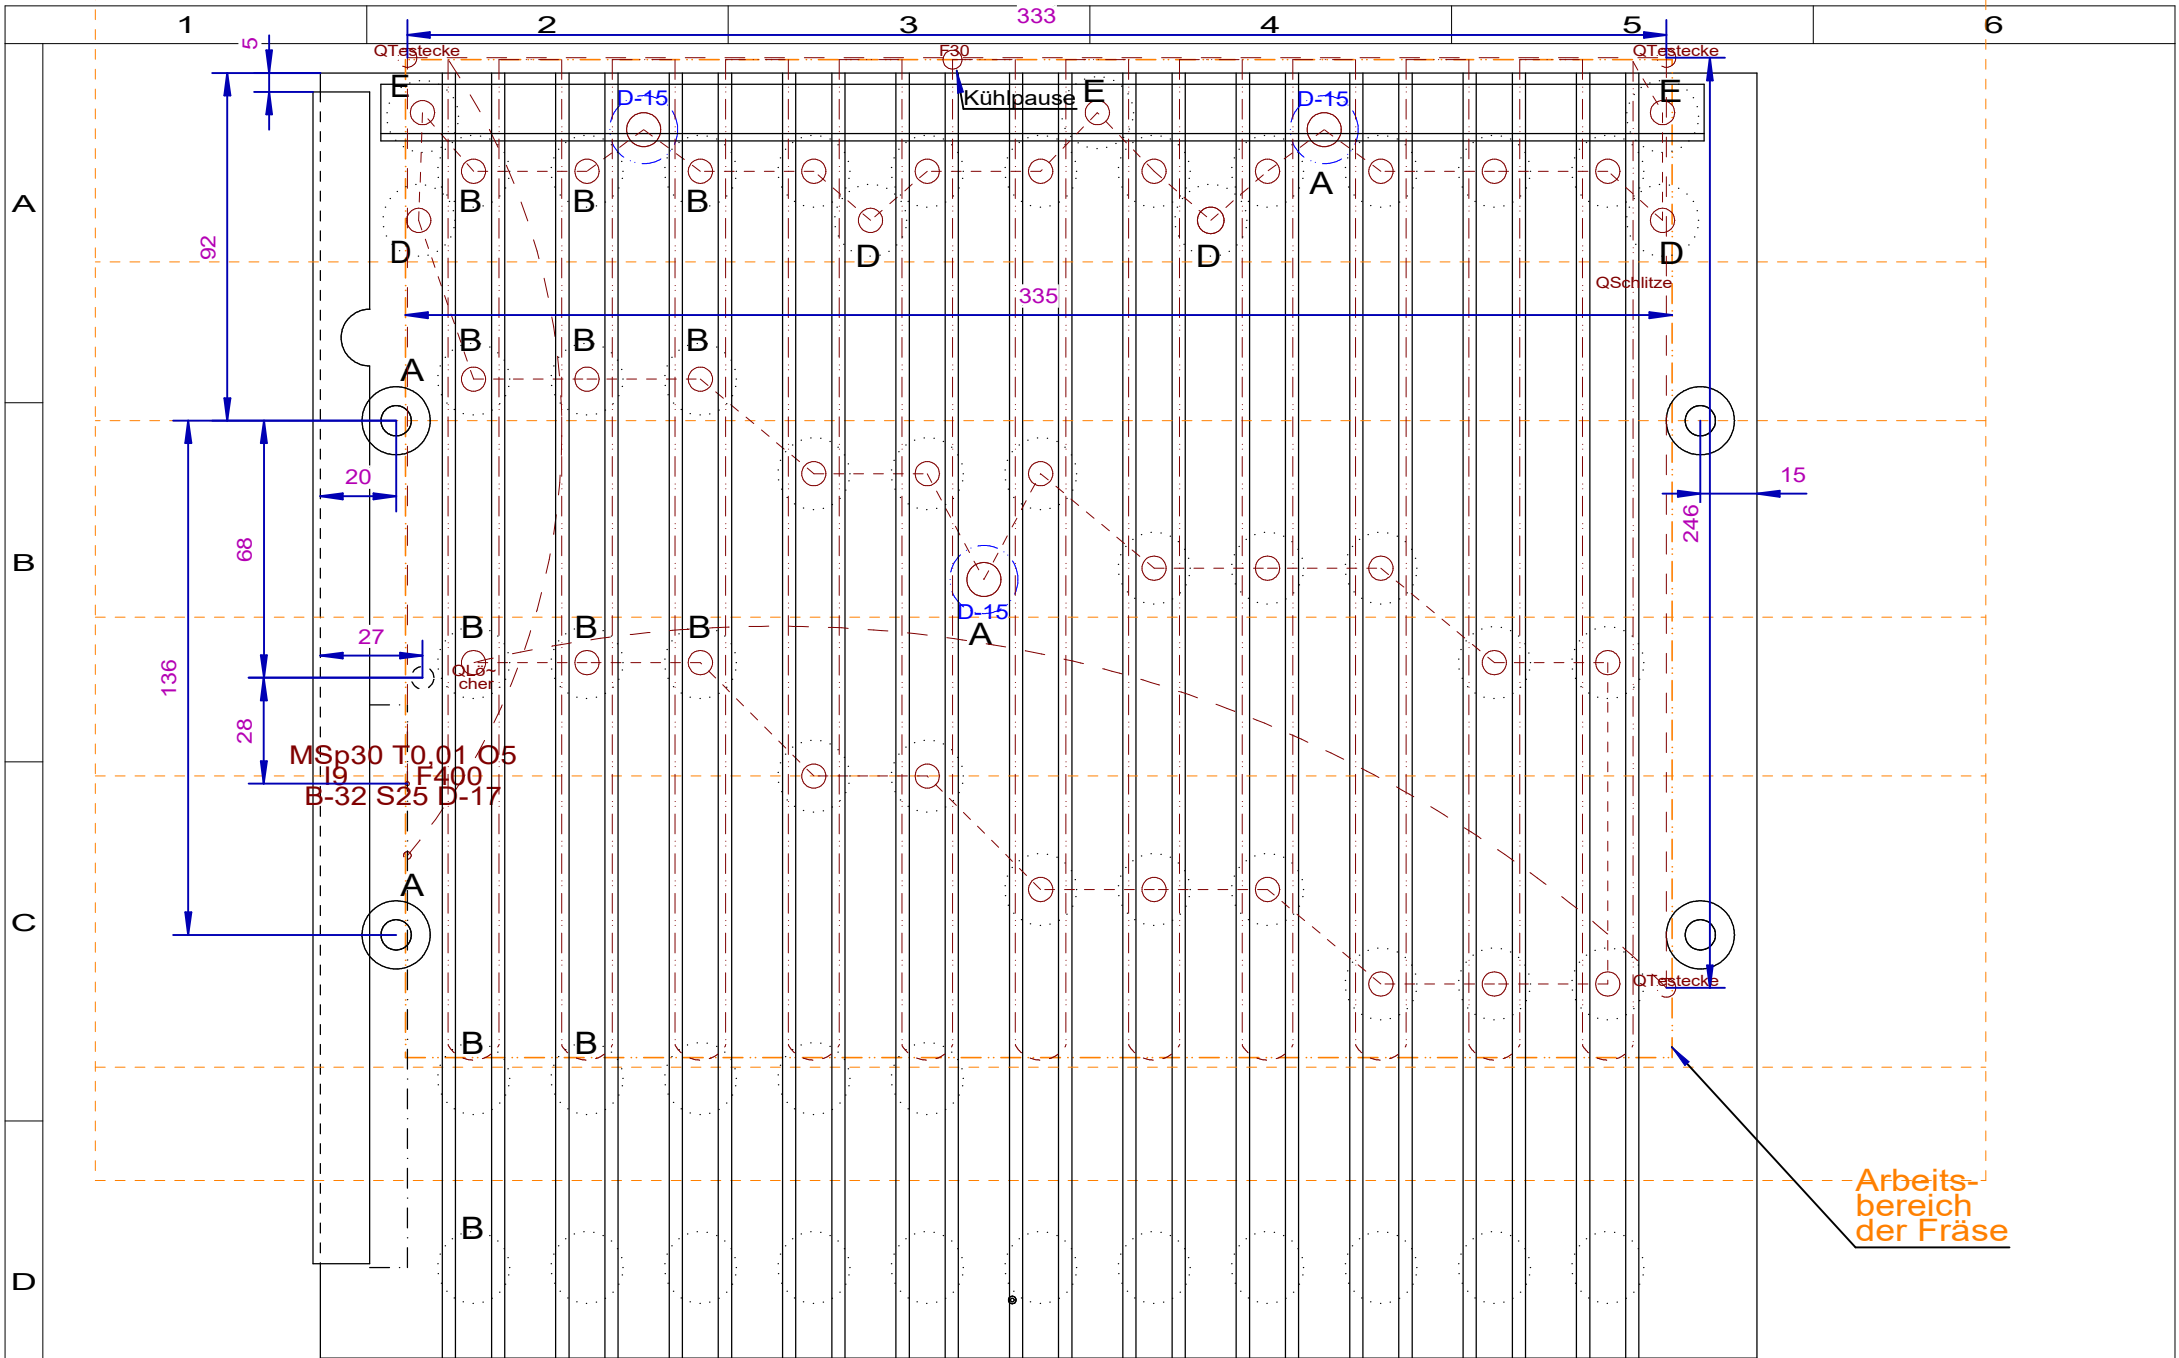 1 2 3 4 5 6
333
5
QTestecke F30 QTestecke
E D-15 Kühlpause E D-15 E
A
B B B A
92
D D D D
QSchlitze
335
B B B
A
20 15
246
68
B
D-15
27 B B B A
136
QLö-
cher
28
MSp30 T0,01 O5
I9 F400
B-32 S25 D-17
A
C
QTestecke
B B
Arbeits-
bereich
der Fräse
B
D